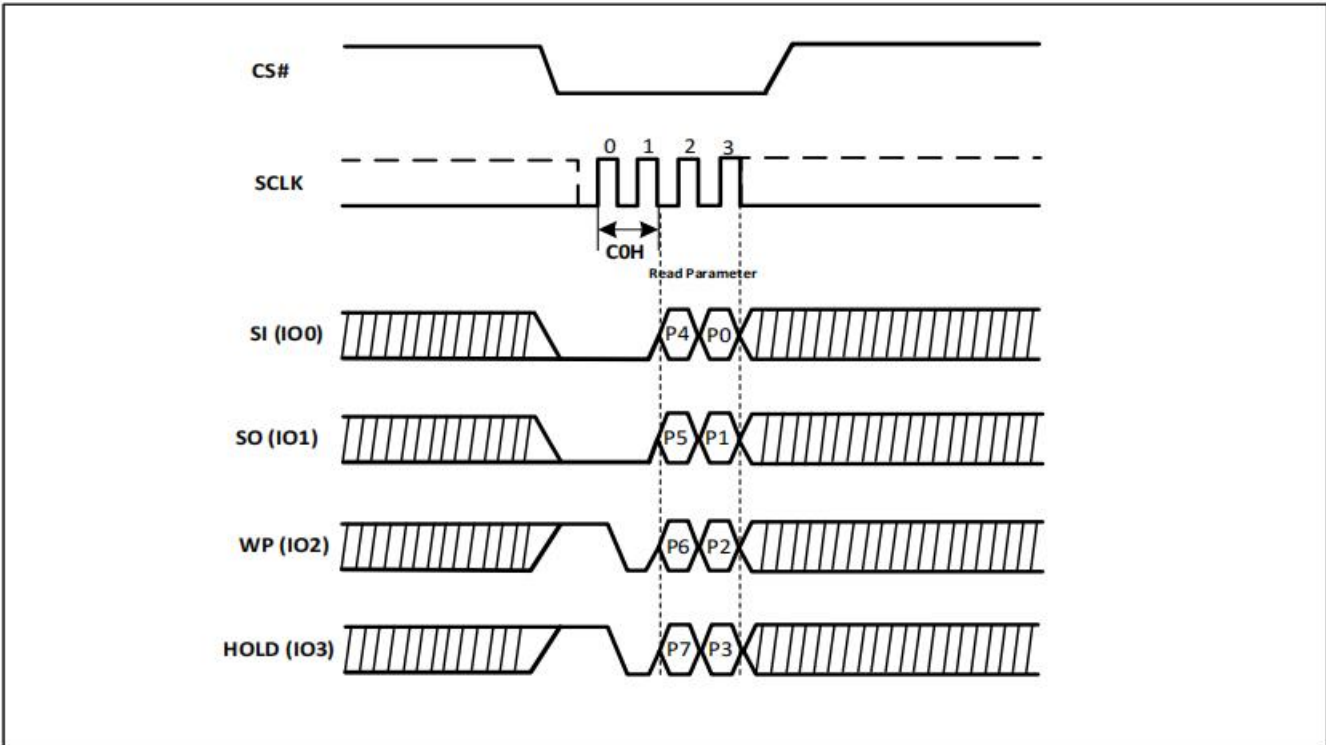 CS#
0 1 2 3
SCLK
C0H
Read Parameter
SI (IO0) P4 P0
SO (IO1) P5 P1
WP (IO2) P6 P2
HOLD (IO3) P7 P3